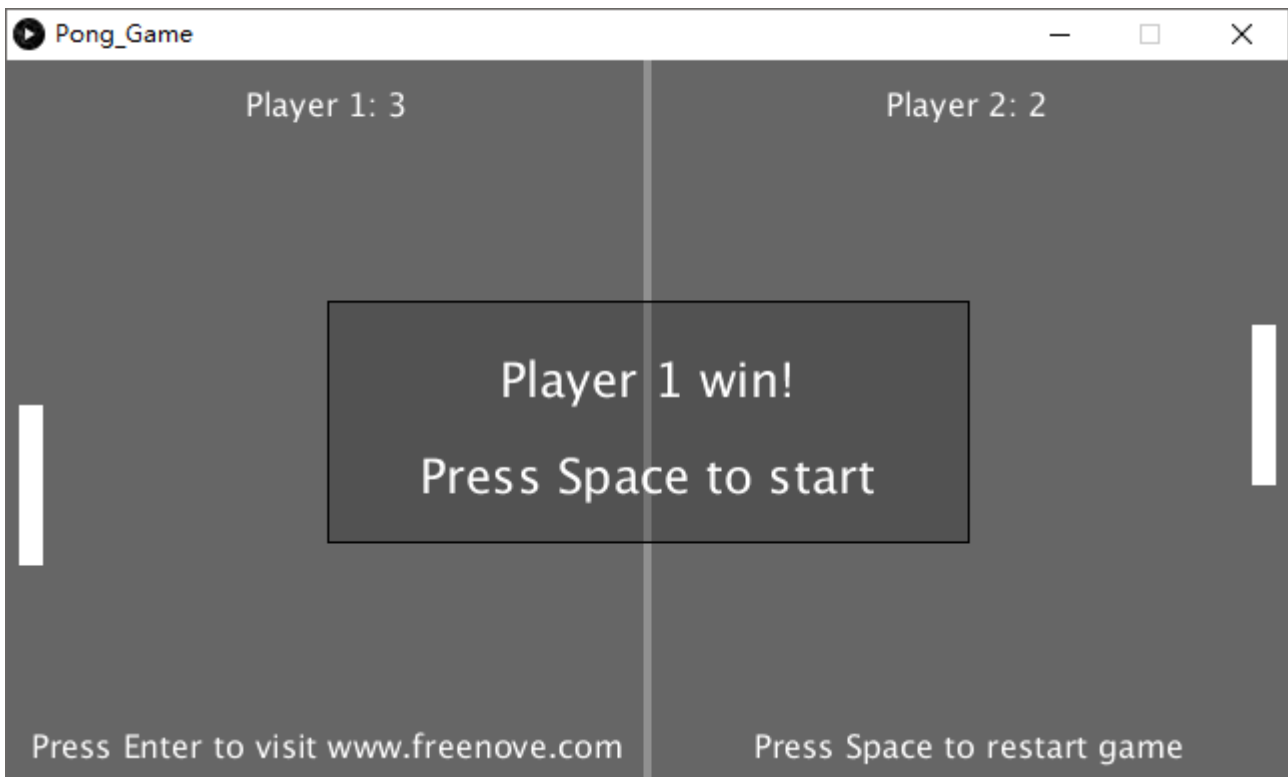 Pong_Game
Player 1: 3
Player 2: 2
Player 1 win!
Press Space to start
Press Enter to visit www.freenove.com
Press Space to restart game